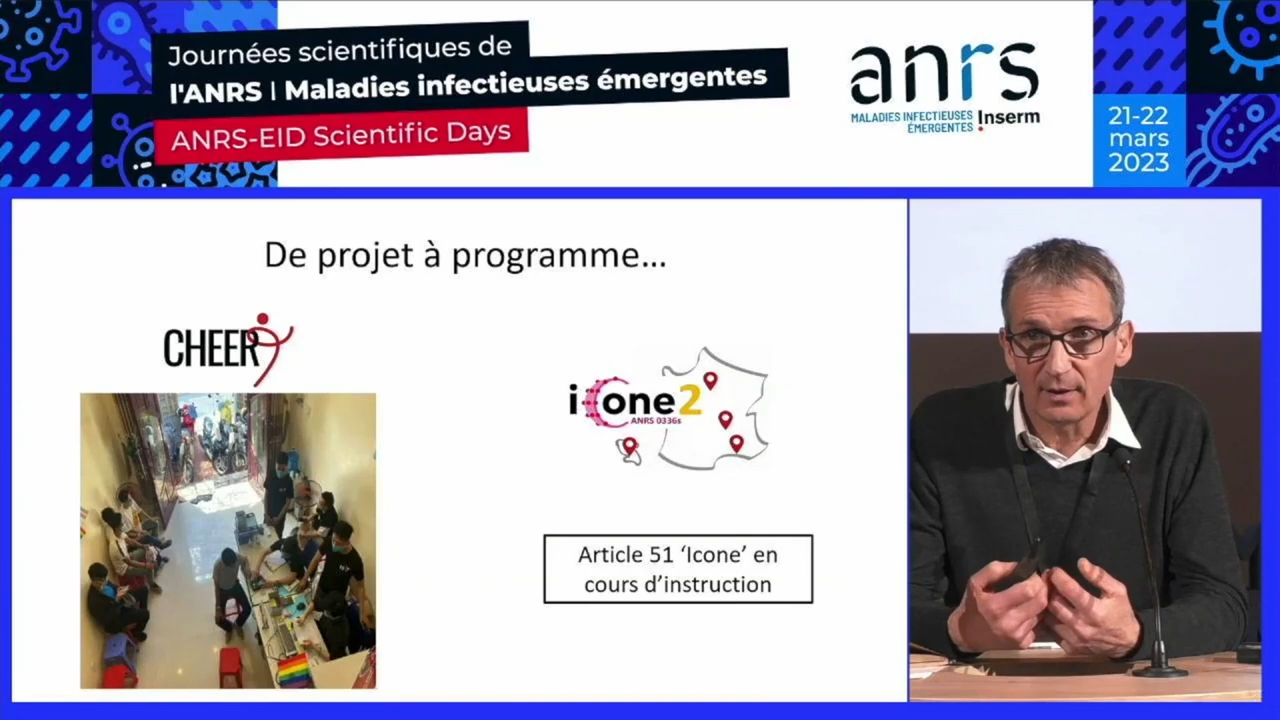 Journées scientifiques de
l'ANRS | Maladies infectieuses émergentes
ANRS-EID Scientific Days
anrs
MALADIES INFECTIEUSES
ÉMERGENTES
Inserm
21-22
mars
2023
De projet à programme...
CHEER
icone2
ANRS 0336s
Article 51 ‘Icone’ en
cours d’instruction